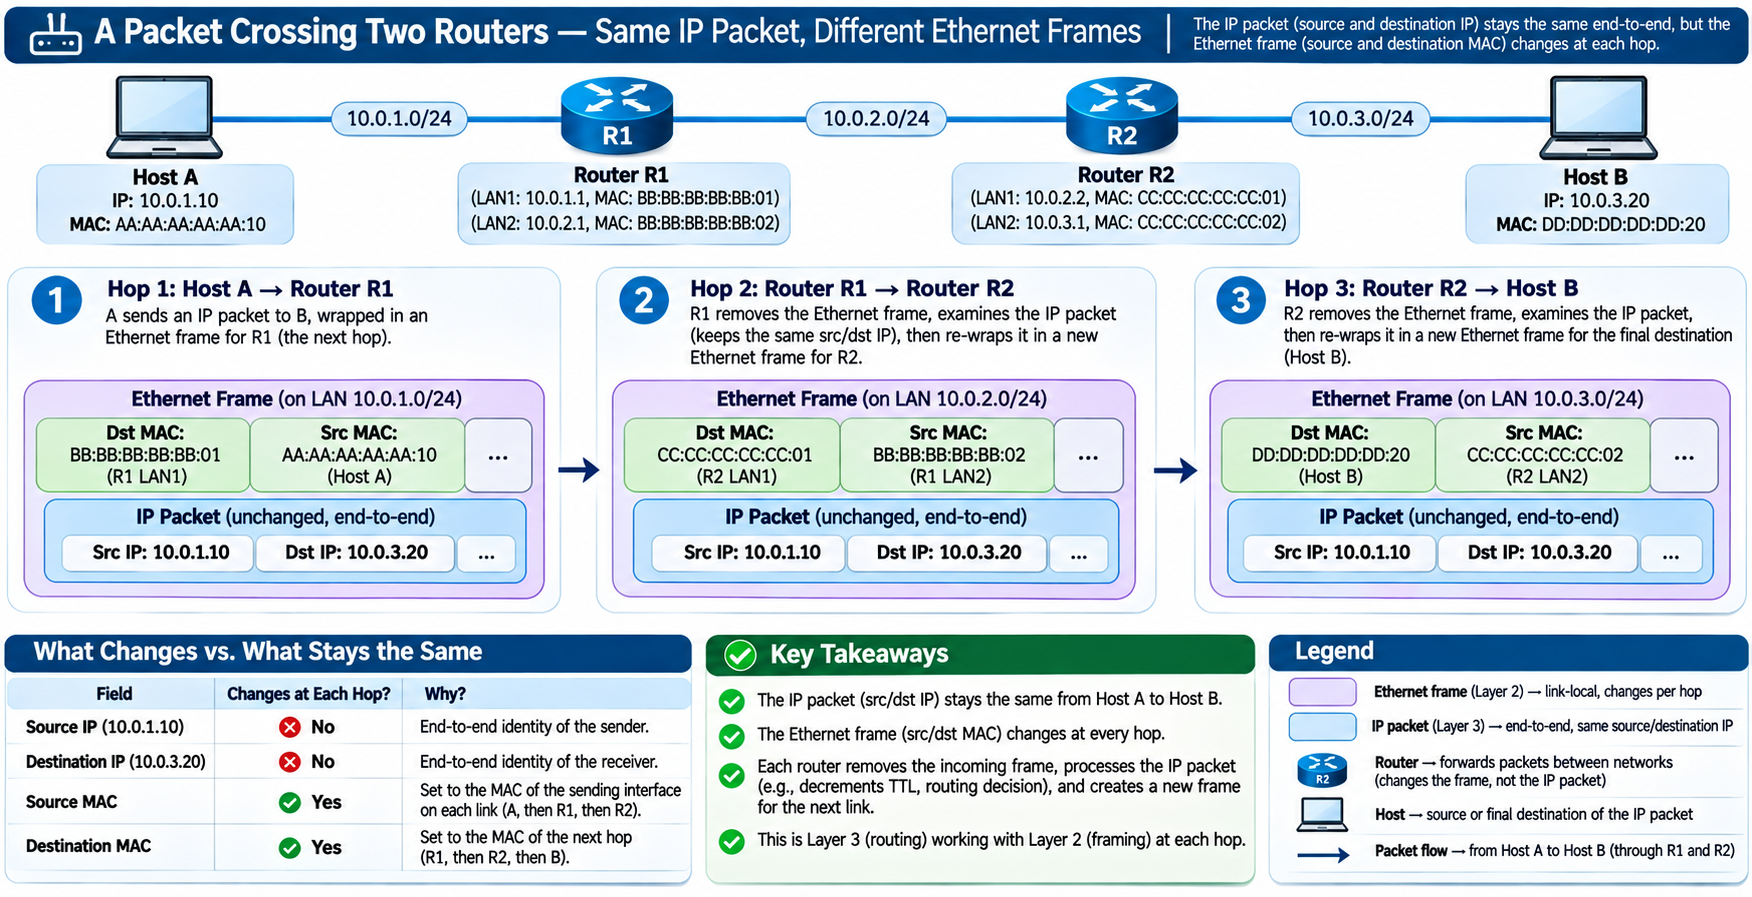 A Packet Crossing Two Routers — Same IP Packet, Different Ethernet Frames
The IP packet (source and destination IP) stays the same end-to-end, but the
Ethernet frame (source and destination MAC) changes at each hop.
10.0.1.0/24
R1
10.0.2.0/24
R2
10.0.3.0/24
Host A
IP: 10.0.1.10
MAC: AA:AA:AA:AA:AA:10
Router R1
(LAN1: 10.0.1.1, MAC: BB:BB:BB:BB:BB:01)
(LAN2: 10.0.2.1, MAC: BB:BB:BB:BB:BB:02)
Router R2
(LAN1: 10.0.2.2, MAC: CC:CC:CC:CC:CC:01)
(LAN2: 10.0.3.1, MAC: CC:CC:CC:CC:CC:02)
Host B
IP: 10.0.3.20
MAC: DD:DD:DD:DD:DD:20
1
Hop 1: Host A → Router R1
A sends an IP packet to B, wrapped in an
Ethernet frame for R1 (the next hop).
Ethernet Frame (on LAN 10.0.1.0/24)
Dst MAC:
BB:BB:BB:BB:BB:01
(R1 LAN1)
Src MAC:
AA:AA:AA:AA:AA:10
(Host A)
...
IP Packet (unchanged, end-to-end)
Src IP: 10.0.1.10
Dst IP: 10.0.3.20
...
2
Hop 2: Router R1 → Router R2
R1 removes the Ethernet frame, examines the IP packet
(keeps the same src/dst IP), then re-wraps it in a new
Ethernet frame for R2.
Ethernet Frame (on LAN 10.0.2.0/24)
Dst MAC:
CC:CC:CC:CC:CC:01
(R2 LAN1)
Src MAC:
BB:BB:BB:BB:BB:02
(R1 LAN2)
...
IP Packet (unchanged, end-to-end)
Src IP: 10.0.1.10
Dst IP: 10.0.3.20
...
3
Hop 3: Router R2 → Host B
R2 removes the Ethernet frame, examines the IP packet,
then re-wraps it in a new Ethernet frame for the final destination
(Host B).
Ethernet Frame (on LAN 10.0.3.0/24)
Dst MAC:
DD:DD:DD:DD:DD:20
(Host B)
Src MAC:
CC:CC:CC:CC:CC:02
(R2 LAN2)
...
IP Packet (unchanged, end-to-end)
Src IP: 10.0.1.10
Dst IP: 10.0.3.20
...
What Changes vs. What Stays the Same
Field
Changes at Each Hop?
Why?
Source IP (10.0.1.10)
No
End-to-end identity of the sender.
Destination IP (10.0.3.20)
No
End-to-end identity of the receiver.
Source MAC
Yes
Set to the MAC of the sending interface
on each link (A, then R1, then R2).
Destination MAC
Yes
Set to the MAC of the next hop
(R1, then R2, then B).
Key Takeaways
The IP packet (src/dst IP) stays the same from Host A to Host B.
The Ethernet frame (src/dst MAC) changes at every hop.
Each router removes the incoming frame, processes the IP packet
(e.g., decrements TTL, routing decision), and creates a new frame
for the next link.
This is Layer 3 (routing) working with Layer 2 (framing) at each hop.
Legend
Ethernet frame (Layer 2) → link-local, changes per hop
IP packet (Layer 3) → end-to-end, same source/destination IP
R2
Router → forwards packets between networks
(changes the frame, not the IP packet)
Host → source or final destination of the IP packet
Packet flow → from Host A to Host B (through R1 and R2)